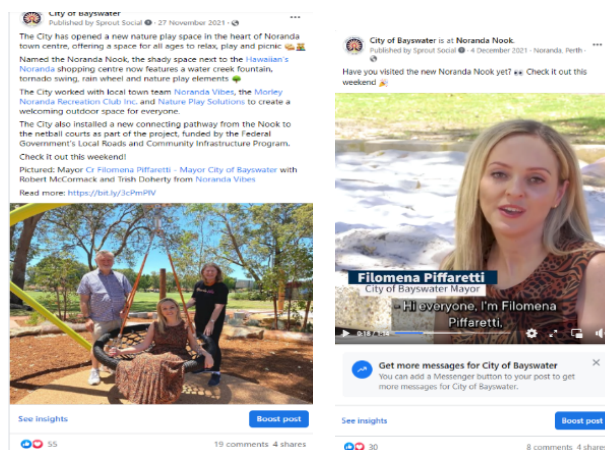 City of Bayswater
Published by Sprout Social · 27 November 2021 ·
The City has opened a new nature play space in the heart of Noranda
town centre, offering a space for all ages to relax, play and picnic
Named the Noranda Nook, the shady space next to the Hawaiian's
Noranda shopping centre now features a water creek fountain,
tornado swing, rain wheel and nature play elements
The City worked with local town team Noranda Vibes, the Morley
Noranda Recreation Club Inc. and Nature Play Solutions to create a
welcoming outdoor space for everyone.
The City also installed a new connecting pathway from the Nook to
the netball courts as part of the project, funded by the Federal
Government's Local Roads and Community Infrastructure Program.
Check it out this weekend!
Pictured: Mayor Cr Filomena Piffaretti - Mayor City of Bayswater with
Robert McCormack and Trish Doherty from Noranda Vibes
Read more: https://bit.ly/3cPmPIV
See insights
Boost post
55
19 comments 4 shares
City of Bayswater is at Noranda Nook.
Published by Sprout Social · 4 December 2021 · Noranda, Perth ·
Have you visited the new Noranda Nook yet? Check it out this
weekend
Filomena Piffaretti
City of Bayswater Mayor
- Hi everyone, I'm Filomena
Piffaretti,
Get more messages for City of Bayswater
You can add a Messenger button to your post to get
more messages for City of Bayswater.
See insights
Boost post
30
8 comments 4 shares